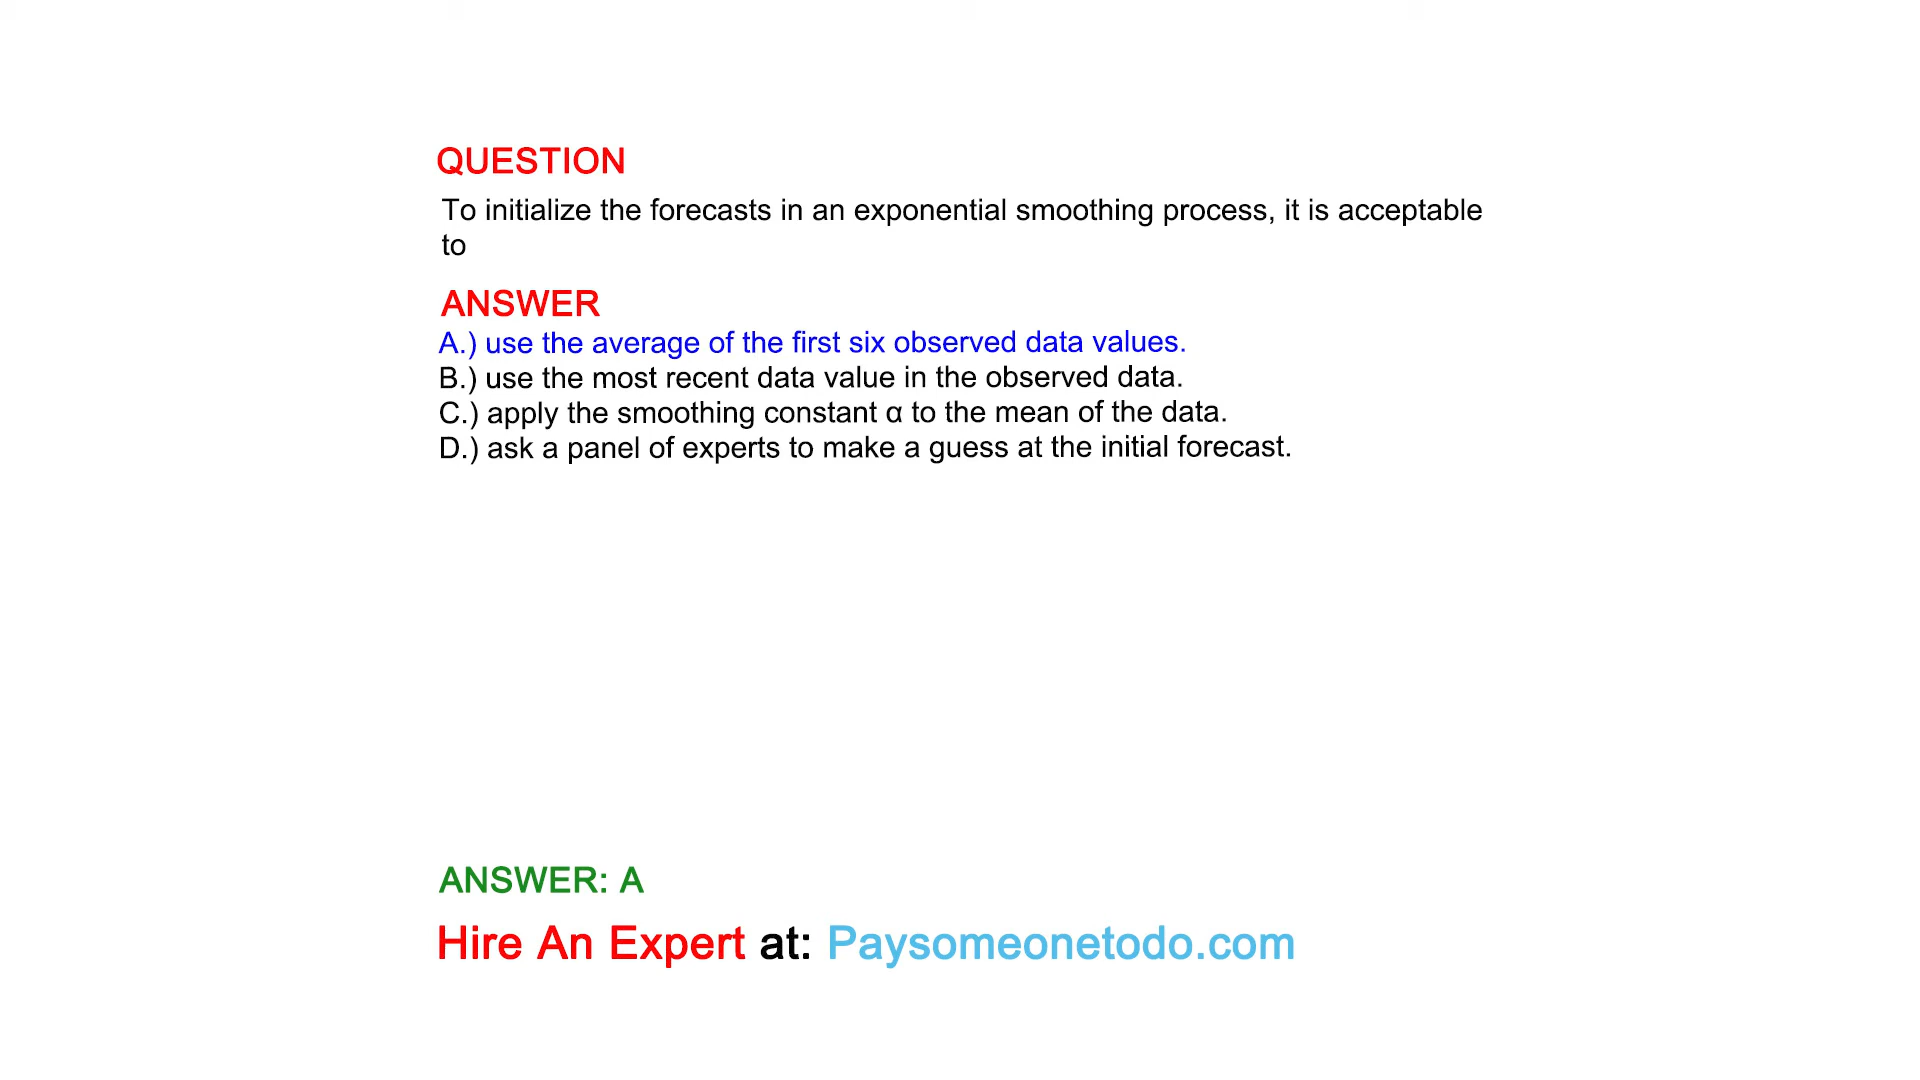 QUESTION
To initialize the forecasts in an exponential smoothing process, it is acceptable
to
ANSWER
A.) use the average of the first six observed data values.
B.) use the most recent data value in the observed data.
C.) apply the smoothing constant α to the mean of the data.
D.) ask a panel of experts to make a guess at the initial forecast.
ANSWER: A
Hire An Expert at: Paysomeonetodo.com